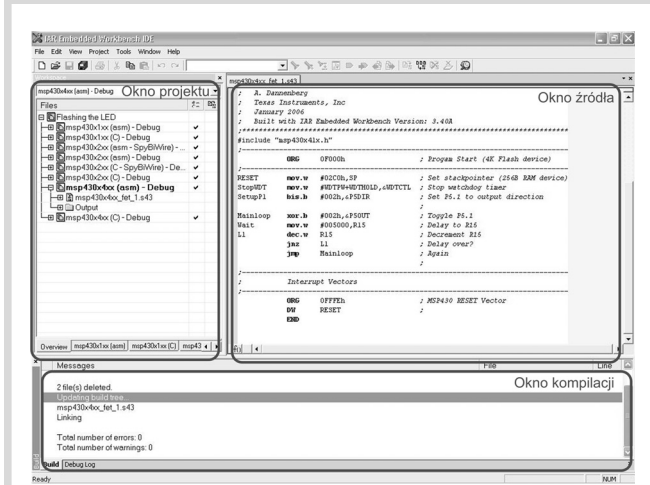 IAR Embedded Workbench IDE
File Edit View Project Tools Window Help
msp430x4xx (asm) - Debug
Okno projektu
Files
Flashing the LED
msp430x1xx (asm) - Debug
msp430x1xx (C) - Debug
msp430x2xx (asm - SpyBiWire) - ...
msp430x2xx (asm) - Debug
msp430x2xx (C - SpyBiWire) - De...
msp430x2xx (C) - Debug
msp430x4xx (asm) - Debug
msp430x4xx_fet_1.s43
Output
msp430x4xx (C) - Debug
Overview msp430x1xx (asm) msp430x1xx (C) msp43
msp430x4xx_fet_1.s43
Okno źródła
; A. Dannenberg
; Texas Instruments, Inc
; January 2006
; Built with IAR Embedded Workbench Version: 3.40A
;******************************************************************************
#include "msp430x41x.h"
;------------------------------------------------------------------------------
ORG 0F000h ; Progam Start (4K Flash device)
;------------------------------------------------------------------------------
RESET mov.w #02C0h,SP ; Set stackpointer (256B RAM device)
StopWDT mov.w #WDTPW+WDTHOLD,&WDTCTL ; Stop watchdog timer
SetupP1 bis.b #002h,&P5DIR ; Set P5.1 to output direction
;
Mainloop xor.b #002h,&P5OUT ; Toggle P5.1
Wait mov.w #005000,R15 ; Delay to R15
L1 dec.w R15 ; Decrement R15
jnz L1 ; Delay over?
jmp Mainloop ; Again
;
;------------------------------------------------------------------------------
; Interrupt Vectors
;------------------------------------------------------------------------------
ORG 0FFFEh ; MSP430 RESET Vector
DW RESET ;
END
Messages File Line
Okno kompilacji
2 file(s) deleted.
Updating build tree...
msp430x4xx_fet_1.s43
Linking
Total number of errors: 0
Total number of warnings: 0
Build Debug Log
Ready NUM